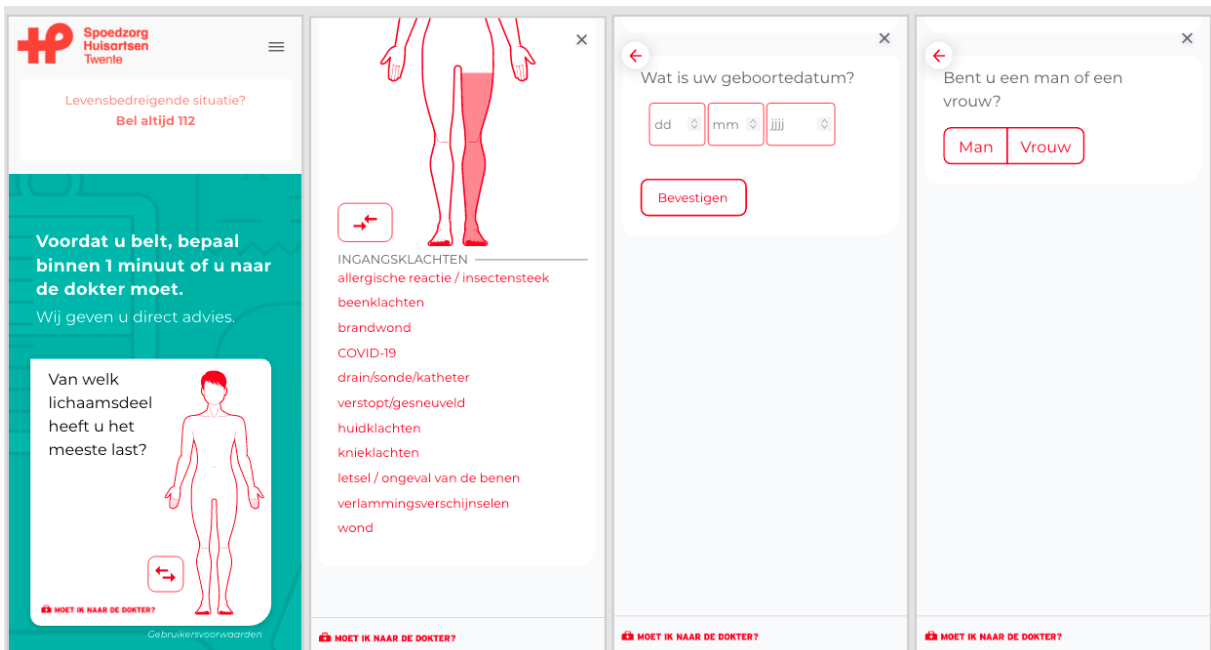 Spoedzorg
Huisartsen
Twente
Levensbedreigende situatie?
Bel altijd 112
Voordat u belt, bepaal
binnen 1 minuut of u naar
de dokter moet.
Wij geven u direct advies.
Van welk
lichaamsdeel
heeft u het
meeste last?
MOET IK NAAR DE DOKTER?
Gebruikersvoorwaarden
INGANGSKLACHTEN
allergische reactie / insectensteek
beenklachten
brandwond
COVID-19
drain/sonde/katheter
verstopt/gesneuveld
huidklachten
knieklachten
letsel / ongeval van de benen
verlammingsverschijnselen
wond
MOET IK NAAR DE DOKTER?
Wat is uw geboortedatum?
dd mm jjjj
Bevestigen
MOET IK NAAR DE DOKTER?
Bent u een man of een
vrouw?
Man Vrouw
MOET IK NAAR DE DOKTER?